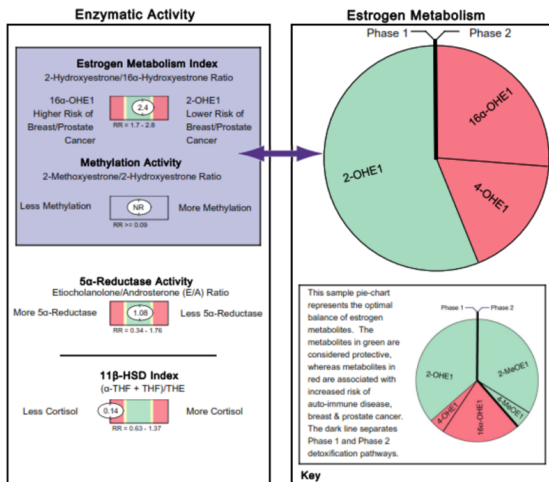 Enzymatic Activity
Estrogen Metabolism Index
2-Hydroxyestrone/16α-Hydroxyestrone Ratio
16α-OHE1
Higher Risk of
Breast/Prostate
Cancer
2.4
RR = 1.7 - 2.8
2-OHE1
Lower Risk of
Breast/Prostate
Cancer
Methylation Activity
2-Methoxyestrone/2-Hydroxyestrone Ratio
Less Methylation
NR
More Methylation
RR >= 0.09
5α-Reductase Activity
Etiocholanolone/Androsterone (E/A) Ratio
More 5α-Reductase
1.08
Less 5α-Reductase
RR = 0.34 - 1.76
11β-HSD Index
(α-THF + THF)/THE
Less Cortisol
0.14
More Cortisol
RR = 0.63 - 1.37
Estrogen Metabolism
Phase 1
Phase 2
16α-OHE1
2-OHE1
4-OHE1
This sample pie-chart
represents the optimal
balance of estrogen
metabolites. The
metabolites in green are
considered protective,
whereas metabolites in
red are associated with
increased risk of
auto-immune disease,
breast & prostate cancer.
The dark line separates
Phase 1 and Phase 2
detoxification pathways.
Phase 1
Phase 2
2-OHE1
2-MeOE1
4-MeOE1
4-OHE1
16α-OHE1
Key